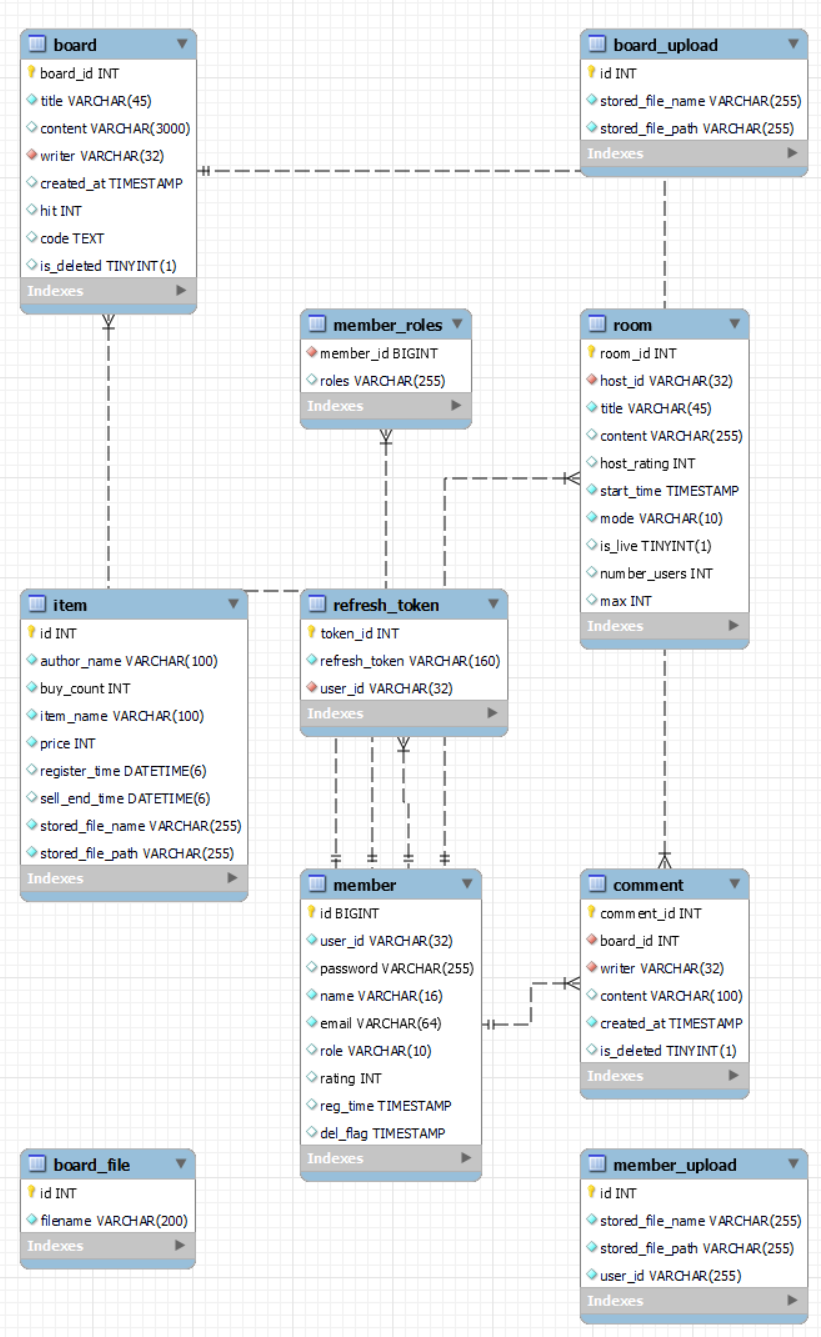 board
board_id INT
title VARCHAR(45)
content VARCHAR(3000)
writer VARCHAR(32)
created_at TIMESTAMP
hit INT
code TEXT
is_deleted TINYINT(1)
Indexes
board_upload
id INT
stored_file_name VARCHAR(255)
stored_file_path VARCHAR(255)
Indexes
member_roles
member_id BIGINT
roles VARCHAR(255)
Indexes
room
room_id INT
host_id VARCHAR(32)
title VARCHAR(45)
content VARCHAR(255)
host_rating INT
start_time TIMESTAMP
mode VARCHAR(10)
is_live TINYINT(1)
number_users INT
max INT
Indexes
item
id INT
author_name VARCHAR(100)
buy_count INT
item_name VARCHAR(100)
price INT
register_time DATETIME(6)
sell_end_time DATETIME(6)
stored_file_name VARCHAR(255)
stored_file_path VARCHAR(255)
Indexes
refresh_token
token_id INT
refresh_token VARCHAR(160)
user_id VARCHAR(32)
Indexes
member
id BIGINT
user_id VARCHAR(32)
password VARCHAR(255)
name VARCHAR(16)
email VARCHAR(64)
role VARCHAR(10)
rating INT
reg_time TIMESTAMP
del_flag TIMESTAMP
Indexes
comment
comment_id INT
board_id INT
writer VARCHAR(32)
content VARCHAR(100)
created_at TIMESTAMP
is_deleted TINYINT(1)
Indexes
board_file
id INT
filename VARCHAR(200)
Indexes
member_upload
id INT
stored_file_name VARCHAR(255)
stored_file_path VARCHAR(255)
user_id VARCHAR(255)
Indexes